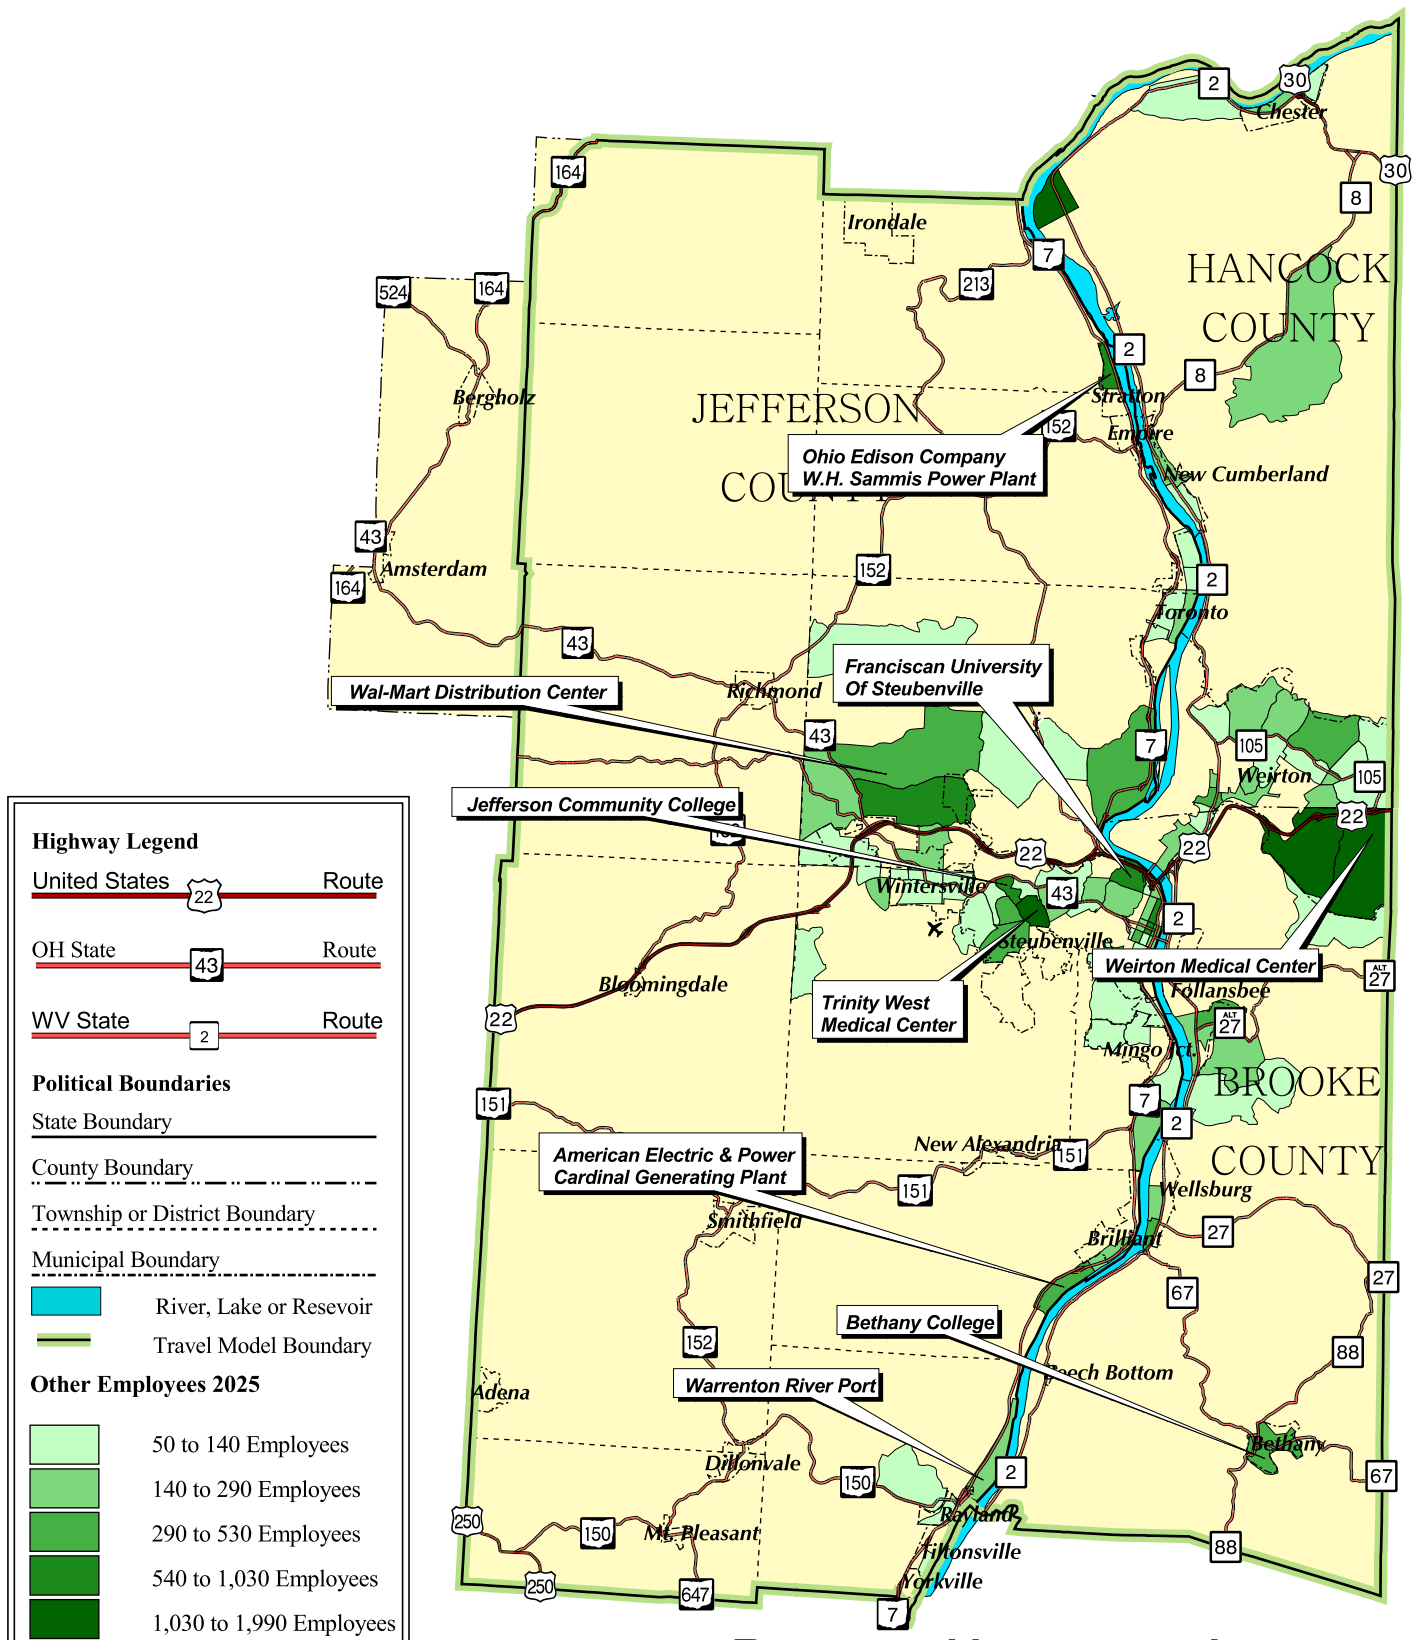 2
30
Chester
30
164
8
Irondale
7
HANCOCK
213
524
164
COUNTY
2
8
Bergholz
JEFFERSON
Stratton
152
Empire
Ohio Edison Company
W.H. Sammis Power Plant
New Cumberland
43
Amsterdam
152
164
2
Toronto
43
Franciscan University
Of Steubenville
Wal-Mart Distribution Center
Richmond
43
7
105
Weirton
105
Jefferson Community College
22
22
22
Wintersville
43
2
Steubenville
Weirton Medical Center
ALT
27
Bloomingdale
Follansbee
Trinity West
Medical Center
22
ALT
27
Mingo Jct.
BROOKE
151
7
2
New Alexandria
151
American Electric & Power
Cardinal Generating Plant
COUNTY
151
Wellsburg
Smithfield
27
Brilliant
27
67
Bethany College
152
88
Warrenton River Port
Adena
Bethany
Dillonvale
150
2
67
Rayland
250
150
Mt. Pleasant
88
Tiltonsville
Yorkville
250
647
7
Highway Legend
United States Route
22
OH State Route
43
WV State Route
2
Political Boundaries
State Boundary
County Boundary
Township or District Boundary
Municipal Boundary
River, Lake or Resevoir
Travel Model Boundary
Other Employees 2025
50 to 140 Employees
140 to 290 Employees
290 to 530 Employees
540 to 1,030 Employees
1,030 to 1,990 Employees